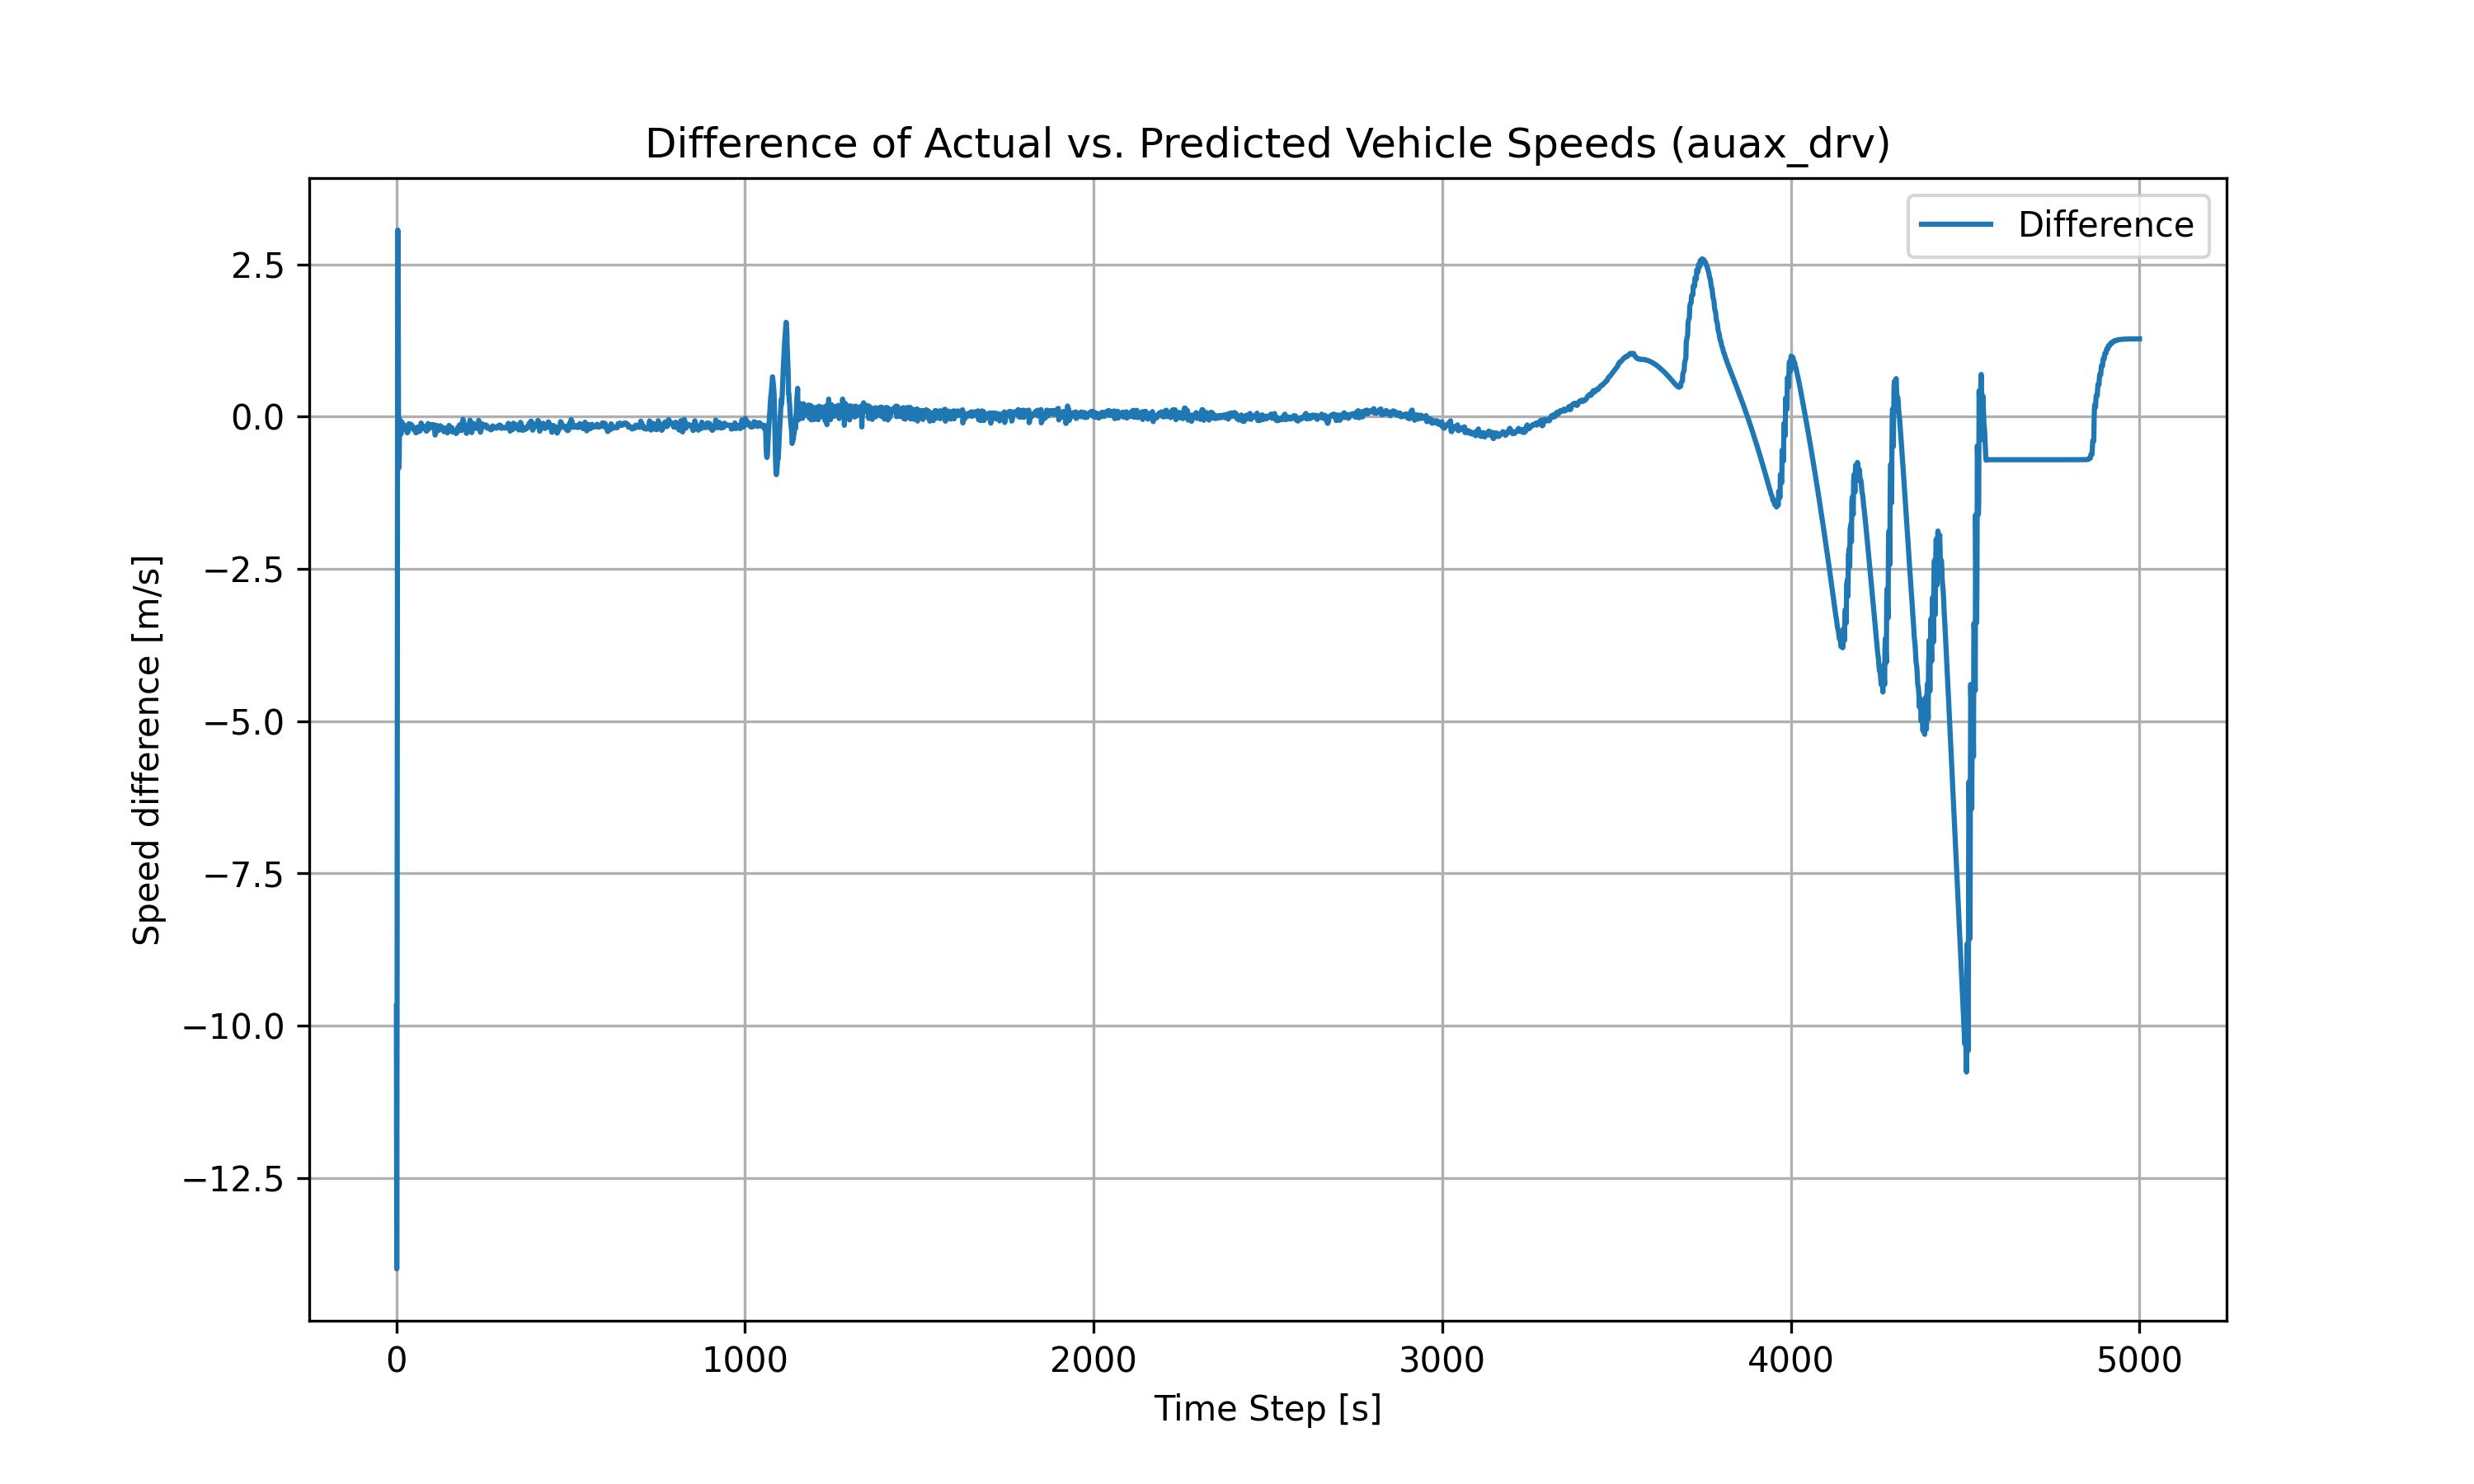 Difference of Actual vs. Predicted Vehicle Speeds (auax_drv)
Difference
2.5
0.0
−2.5
−5.0
−7.5
−10.0
−12.5
Speed difference [m/s]
0 1000 2000 3000 4000 5000
Time Step [s]